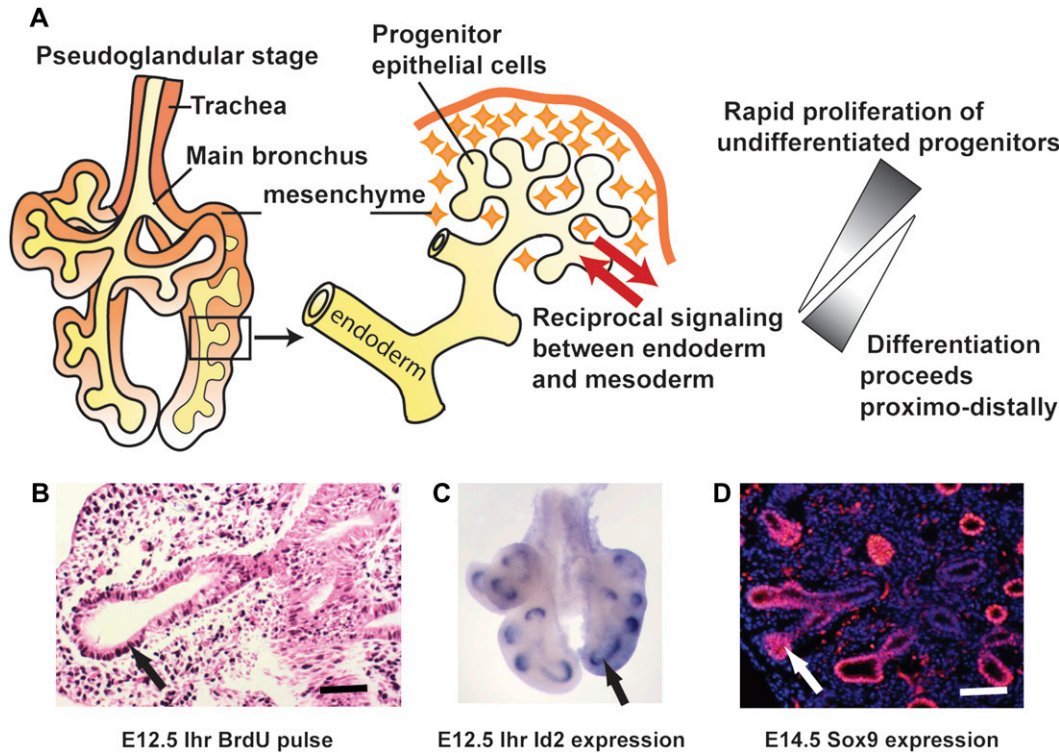 A
Pseudoglandular stage
Trachea
Main bronchus
mesenchyme
Progenitor
epithelial cells
endoderm
Reciprocal signaling
between endoderm
and mesoderm
Rapid proliferation of
undifferentiated progenitors
Differentiation
proceeds
proximo-distally
B
C
D
E12.5 lhr BrdU pulse
E12.5 lhr Id2 expression
E14.5 Sox9 expression